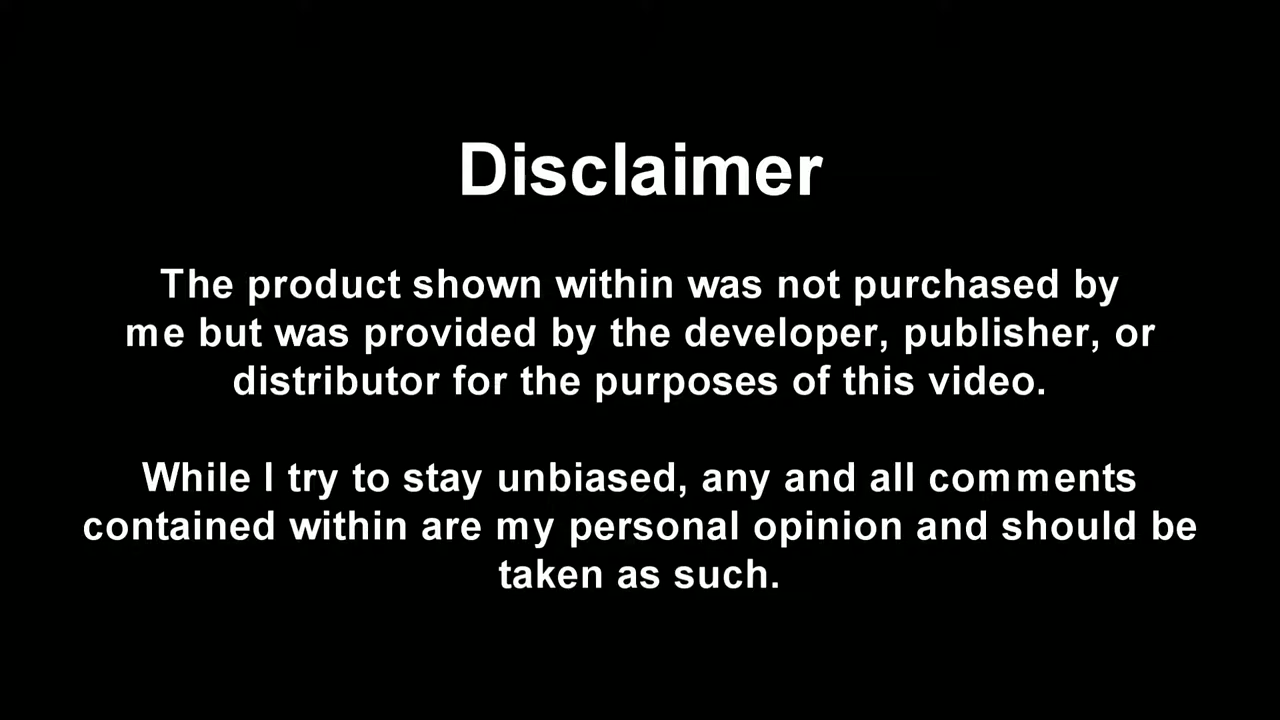 Disclaimer
The product shown within was not purchased by
me but was provided by the developer, publisher, or
distributor for the purposes of this video.
While I try to stay unbiased, any and all comments
contained within are my personal opinion and should be
taken as such.